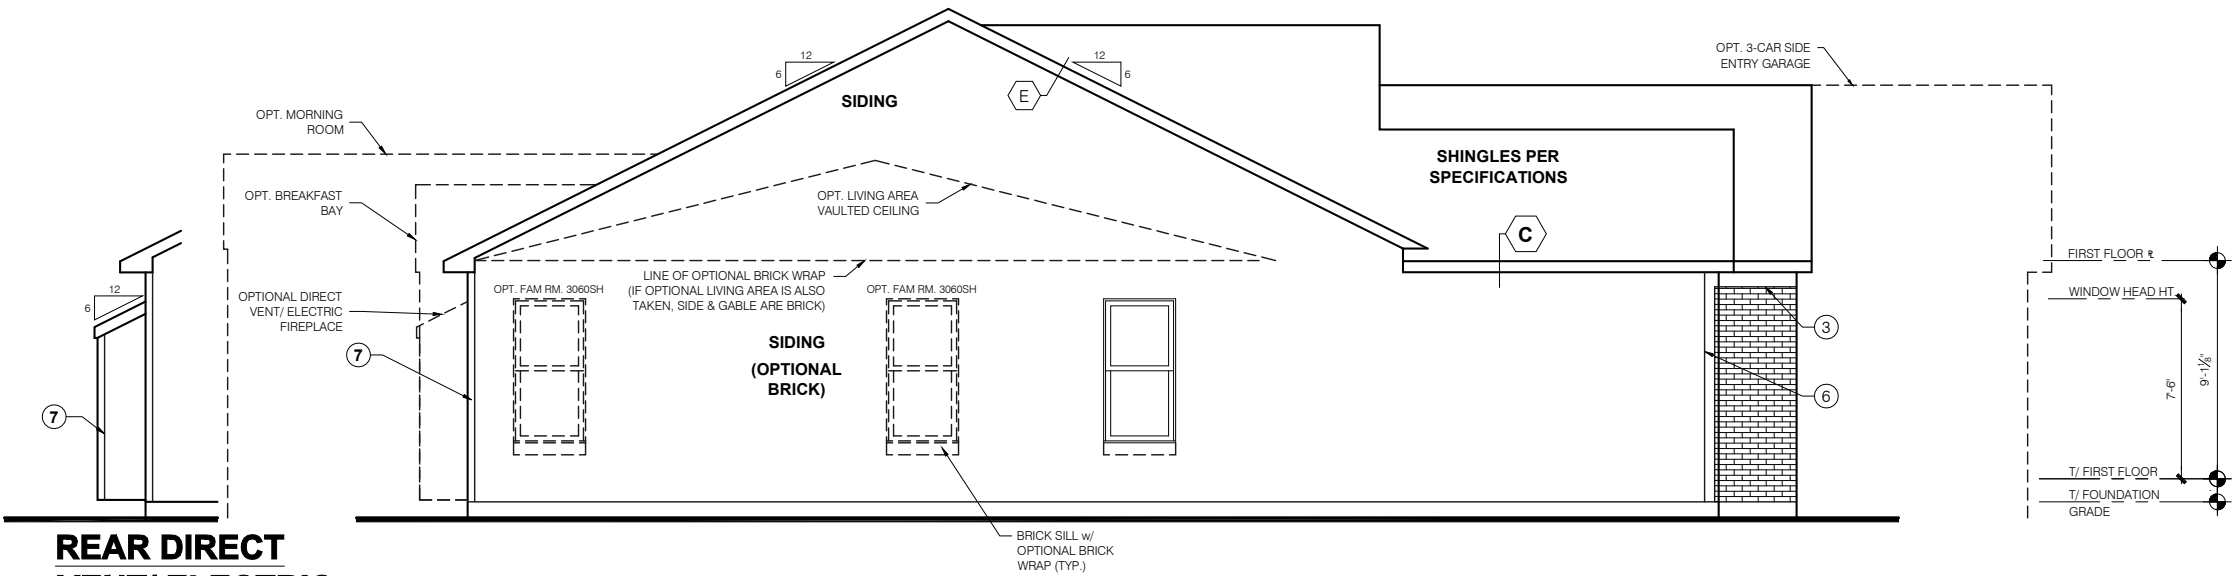 12
6
SIDING
E
12
6
OPT. 3-CAR SIDE
ENTRY GARAGE
OPT. MORNING
ROOM
SHINGLES PER
SPECIFICATIONS
OPT. BREAKFAST
BAY
OPT. LIVING AREA
VAULTED CEILING
C
FIRST FLOOR
LINE OF OPTIONAL BRICK WRAP
(IF OPTIONAL LIVING AREA IS ALSO
TAKEN, SIDE & GABLE ARE BRICK)
12
6
OPTIONAL DIRECT
VENT/ ELECTRIC
FIREPLACE
OPT. FAM RM. 3060SH
OPT. FAM RM. 3060SH
WINDOW HEAD HT.
3
SIDING
(OPTIONAL
BRICK)
7
7
6
7'-6"
9'-1⅛"
T/ FIRST FLOOR
T/ FOUNDATION
GRADE
BRICK SILL w/
OPTIONAL BRICK
WRAP (TYP.)
REAR DIRECT